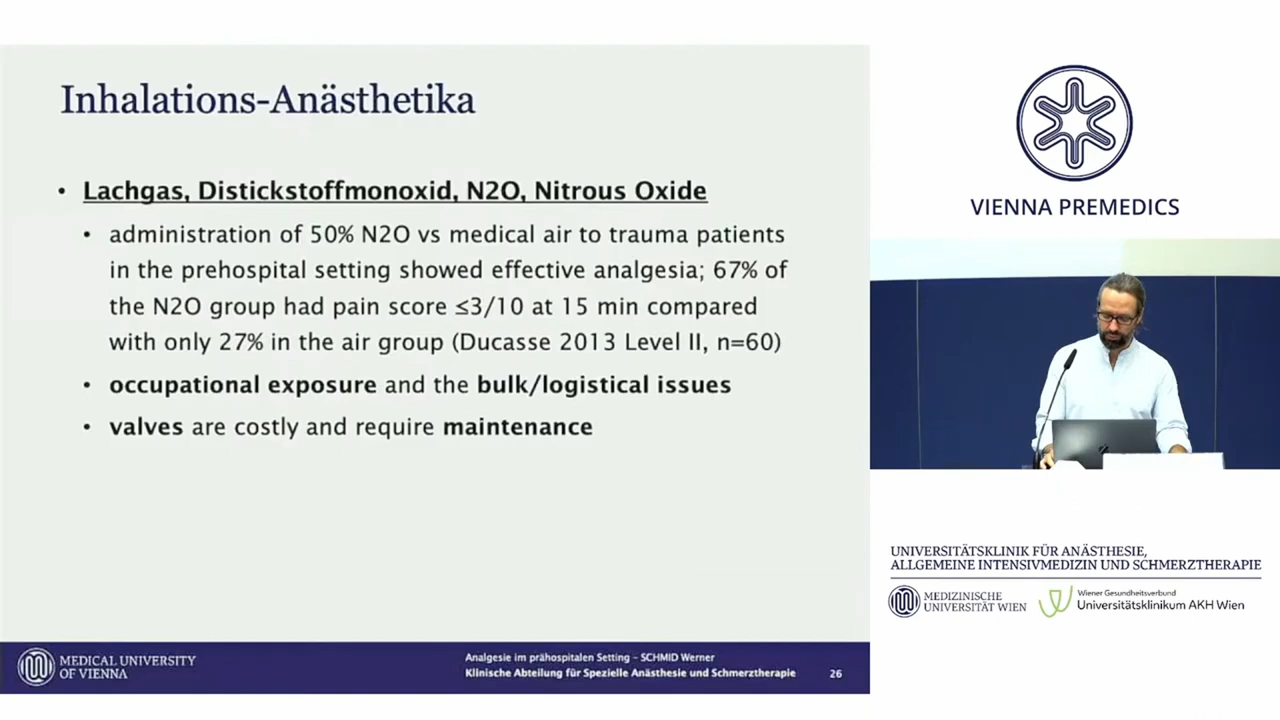 Inhalations-Anästhetika
• Lachgas, Distickstoffmonoxid, N2O, Nitrous Oxide
• administration of 50% N2O vs medical air to trauma patients
in the prehospital setting showed effective analgesia; 67% of
the N2O group had pain score ≤3/10 at 15 min compared
with only 27% in the air group (Ducasse 2013 Level II, n=60)
• occupational exposure and the bulk/logistical issues
• valves are costly and require maintenance
MEDICAL UNIVERSITY
OF VIENNA
Analgesie im prähospitalen Setting – SCHMID Werner
Klinische Abteilung für Spezielle Anästhesie und Schmerztherapie
26
VIENNA PREMEDICS
UNIVERSITÄTSKLINIK FÜR ANÄSTHESIE,
ALLGEMEINE INTENSIVMEDIZIN UND SCHMERZTHERAPIE
MEDIZINISCHE
UNIVERSITÄT WIEN
Wiener Gesundheitsverbund
Universitätsklinikum AKH Wien